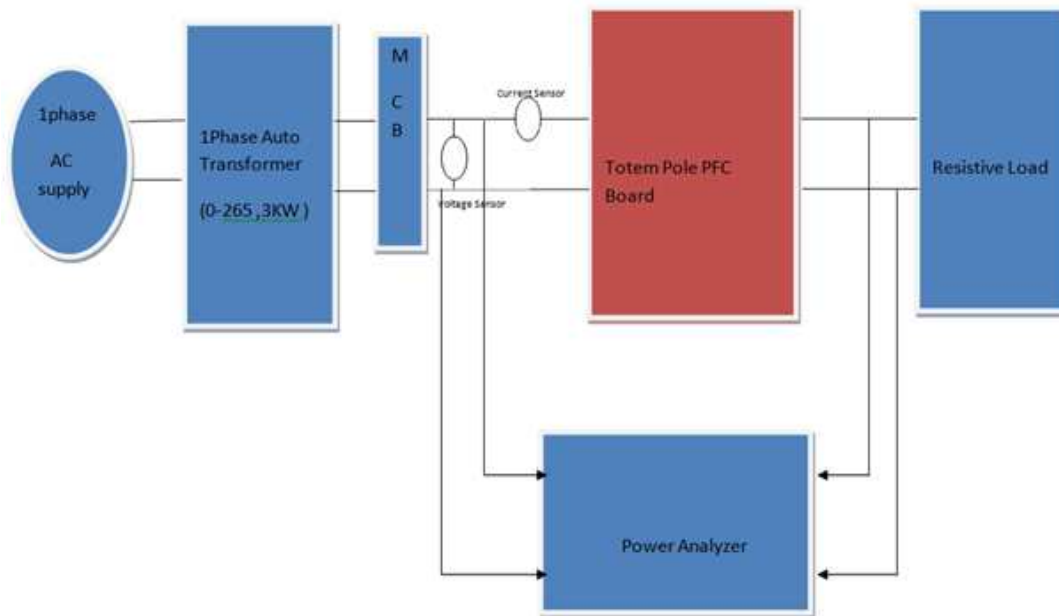 1phase
AC
supply
1Phase Auto
Transformer
(0-265 ,3KW )
M
C
B
Current Sensor
Voltage Sensor
Totem Pole PFC
Board
Resistive Load
Power Analyzer